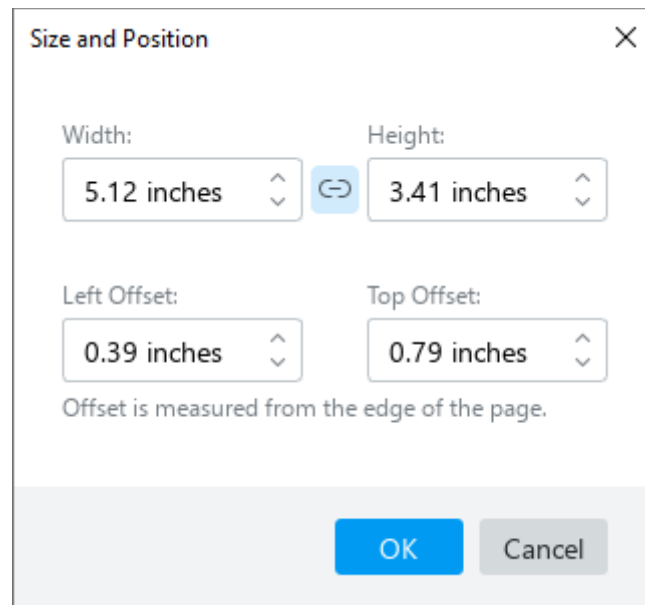 Size and Position
Width: Height:
5.12 inches 3.41 inches
Left Offset: Top Offset:
0.39 inches 0.79 inches
Offset is measured from the edge of the page.
OK Cancel